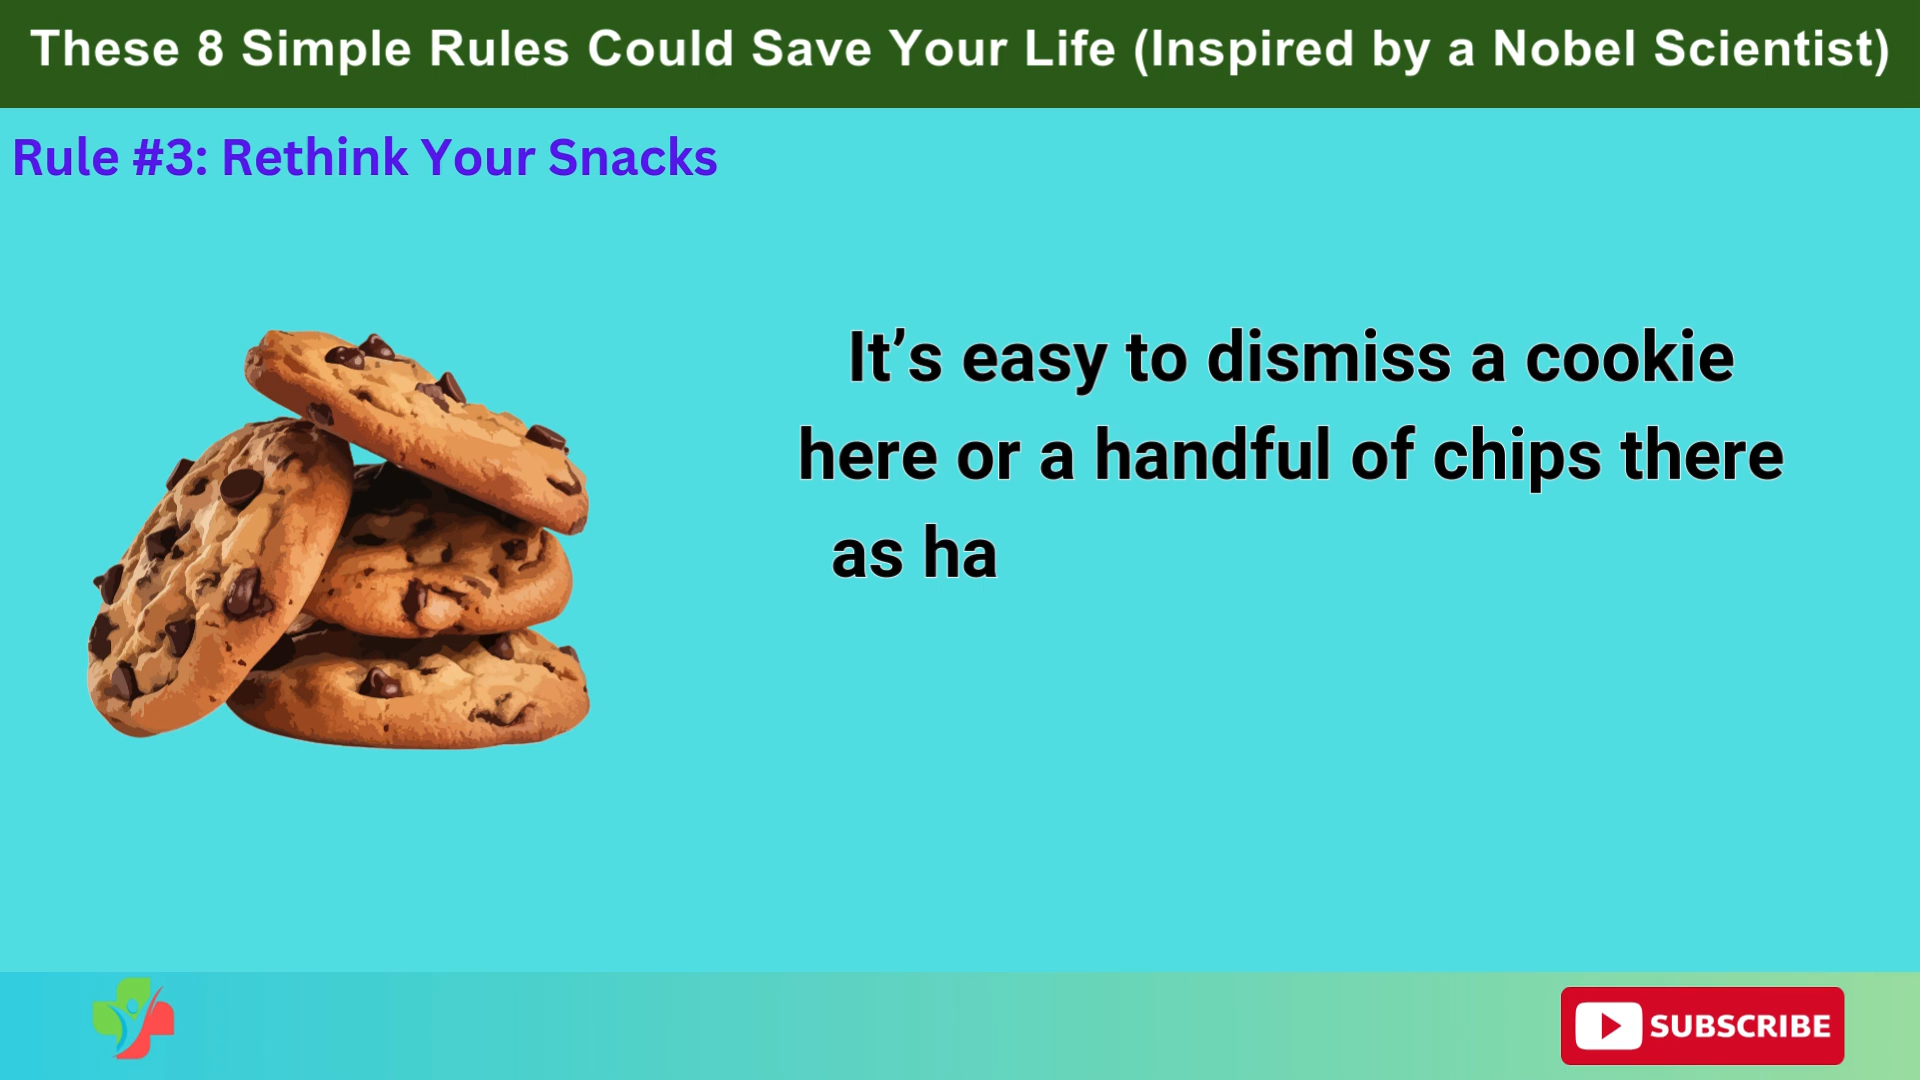 These 8 Simple Rules Could Save Your Life (Inspired by a Nobel Scientist)
Rule #3: Rethink Your Snacks
It’s easy to dismiss a cookie
here or a handful of chips there
as ha
SUBSCRIBE